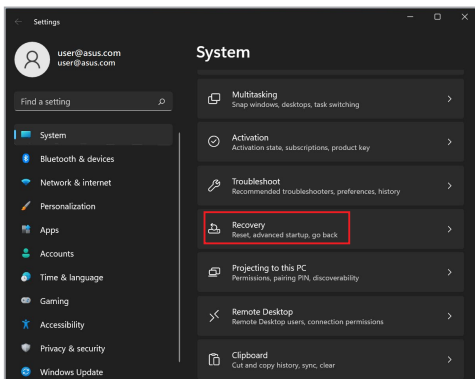 Settings
user@asus.com
user@asus.com
Find a setting
System
Bluetooth & devices
Network & internet
Personalization
Apps
Accounts
Time & language
Gaming
Accessibility
Privacy & security
Windows Update
System
Multitasking
Snap windows, desktops, task switching
Activation
Activation state, subscriptions, product key
Troubleshoot
Recommended troubleshooters, preferences, history
Recovery
Reset, advanced startup, go back
Projecting to this PC
Permissions, pairing PIN, discoverability
Remote Desktop
Remote Desktop users, connection permissions
Clipboard
Cut and copy history, sync, clear